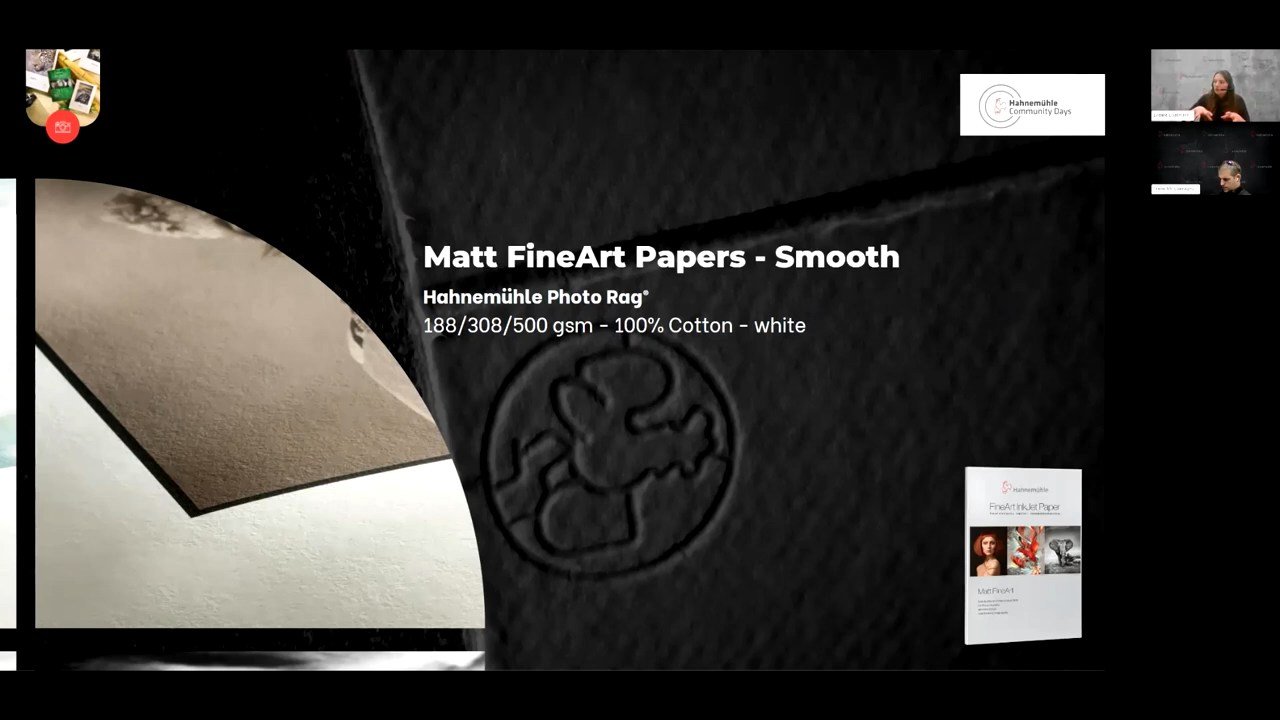 Hahnemühle
Community Days
Matt FineArt Papers - Smooth
Hahnemühle Photo Rag®
188/308/500 gsm - 100% Cotton - white
Hahnemühle
FineArt InkJet Paper
Matt FineArt